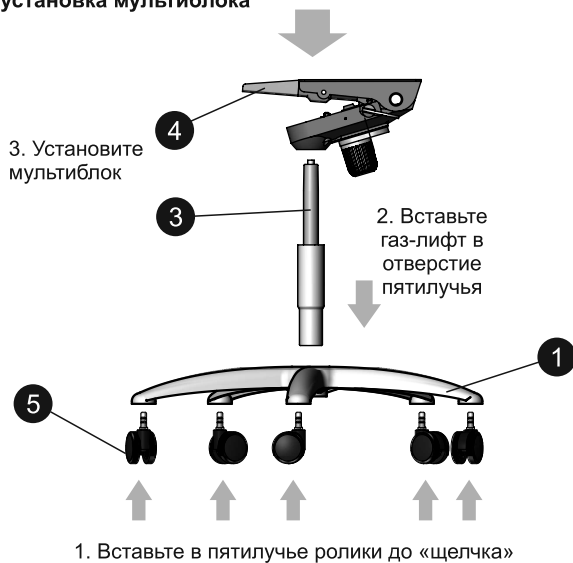 установка мультиблока
4
3. Установите
мультиблок
3
2. Вставьте
газ-лифт в
отверстие
пятилучья
1
5
1. Вставьте в пятилучье ролики до «щелчка»